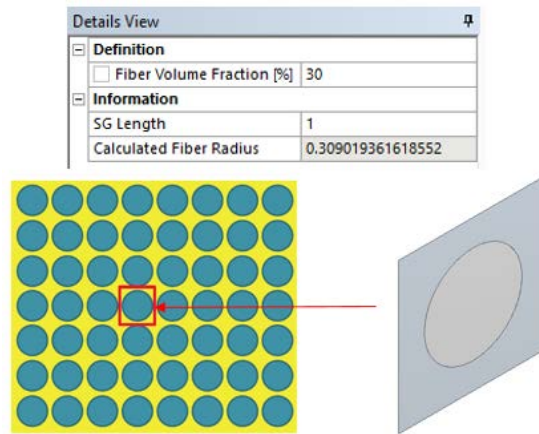 Details View
Definition
Fiber Volume Fraction [%] 30
Information
SG Length 1
Calculated Fiber Radius 0.309019361618552